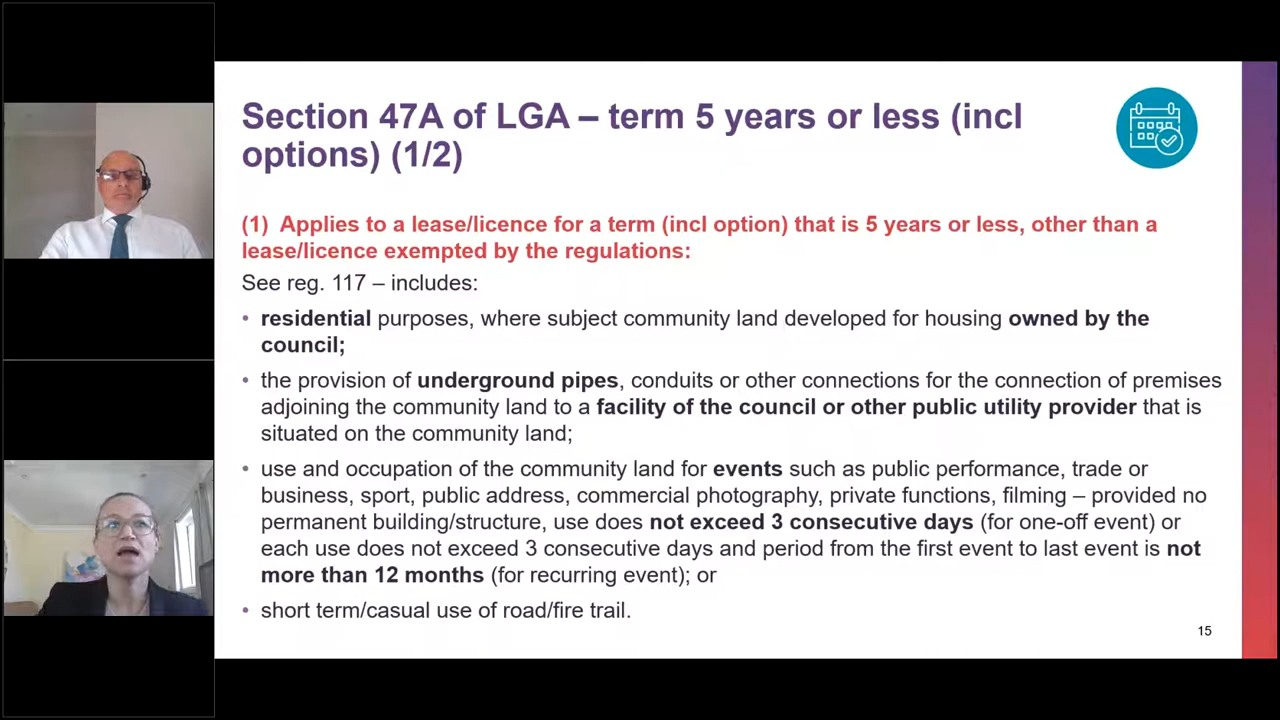 Section 47A of LGA – term 5 years or less (incl
options) (1/2)
(1)  Applies to a lease/licence for a term (incl option) that is 5 years or less, other than a
lease/licence exempted by the regulations:
See reg. 117 – includes:
• residential purposes, where subject community land developed for housing owned by the
council;
• the provision of underground pipes, conduits or other connections for the connection of premises
adjoining the community land to a facility of the council or other public utility provider that is
situated on the community land;
• use and occupation of the community land for events such as public performance, trade or
business, sport, public address, commercial photography, private functions, filming – provided no
permanent building/structure, use does not exceed 3 consecutive days (for one-off event) or
each use does not exceed 3 consecutive days and period from the first event to last event is not
more than 12 months (for recurring event); or
• short term/casual use of road/fire trail.
15